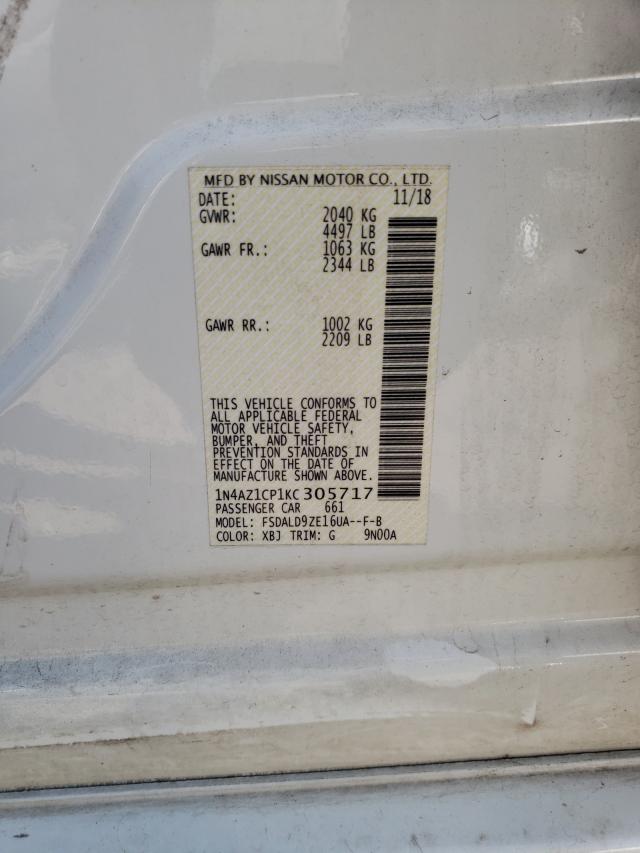 MFD BY NISSAN MOTOR CO., LTD.
DATE: 11/18
GVWR: 2040 KG
4497 LB
GAWR FR.: 1063 KG
2344 LB
GAWR RR.: 1002 KG
2209 LB
THIS VEHICLE CONFORMS TO
ALL APPLICABLE FEDERAL
MOTOR VEHICLE SAFETY,
BUMPER, AND THEFT
PREVENTION STANDARDS IN
EFFECT ON THE DATE OF
MANUFACTURE SHOWN ABOVE.
1N4AZ1CP1KC305717
PASSENGER CAR 661
MODEL: FSDALD9ZE16UA--F-B
COLOR: XBJ TRIM: G 9N00A